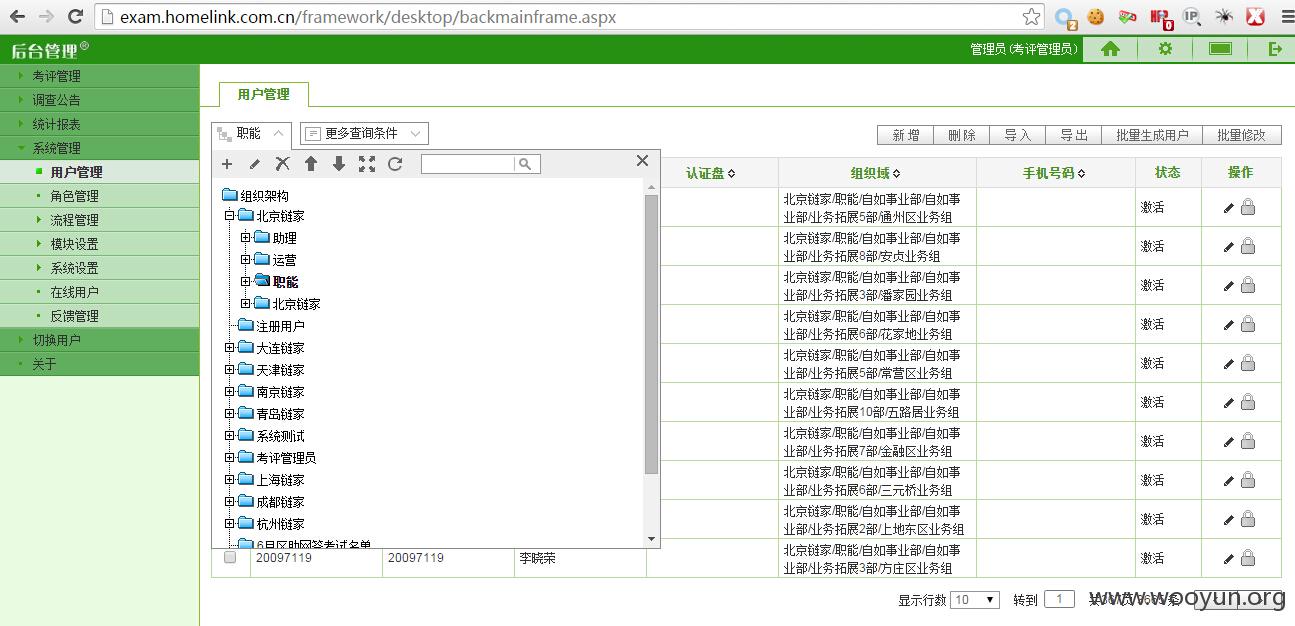 exam.homelink.com.cn/framework/desktop/backmainframe.aspx
后台管理®
管理员 (考评管理员)
考评管理
调查公告
统计报表
系统管理
用户管理
角色管理
流程管理
模块设置
系统设置
在线用户
反馈管理
切换用户
关于
用户管理
职能
更多查询条件
新 增
删 除
导 入
导 出
批量生成用户
批量修改
组织架构
北京链家
助理
运营
职能
北京链家
注册用户
大连链家
天津链家
南京链家
青岛链家
系统测试
考评管理员
上海链家
成都链家
杭州链家
6月区助网签考试名单
认证盘
组织域
手机号码
状态
操作
北京链家/职能/自如事业部/自如事
业部/业务拓展5部/通州区业务组
激活
北京链家/职能/自如事业部/自如事
业部/业务拓展8部/安贞业务组
激活
北京链家/职能/自如事业部/自如事
业部/业务拓展3部/潘家园业务组
激活
北京链家/职能/自如事业部/自如事
业部/业务拓展6部/花家地业务组
激活
北京链家/职能/自如事业部/自如事
业部/业务拓展5部/常营区业务组
激活
北京链家/职能/自如事业部/自如事
业部/业务拓展10部/五路居业务组
激活
北京链家/职能/自如事业部/自如事
业部/业务拓展7部/金融区业务组
激活
北京链家/职能/自如事业部/自如事
业部/业务拓展6部/三元桥业务组
激活
北京链家/职能/自如事业部/自如事
业部/业务拓展2部/上地东区业务组
激活
20097119
20097119
李晓荣
北京链家/职能/自如事业部/自如事
业部/业务拓展3部/方庄区业务组
激活
显示行数
10
转到
1
www.wooyun.org